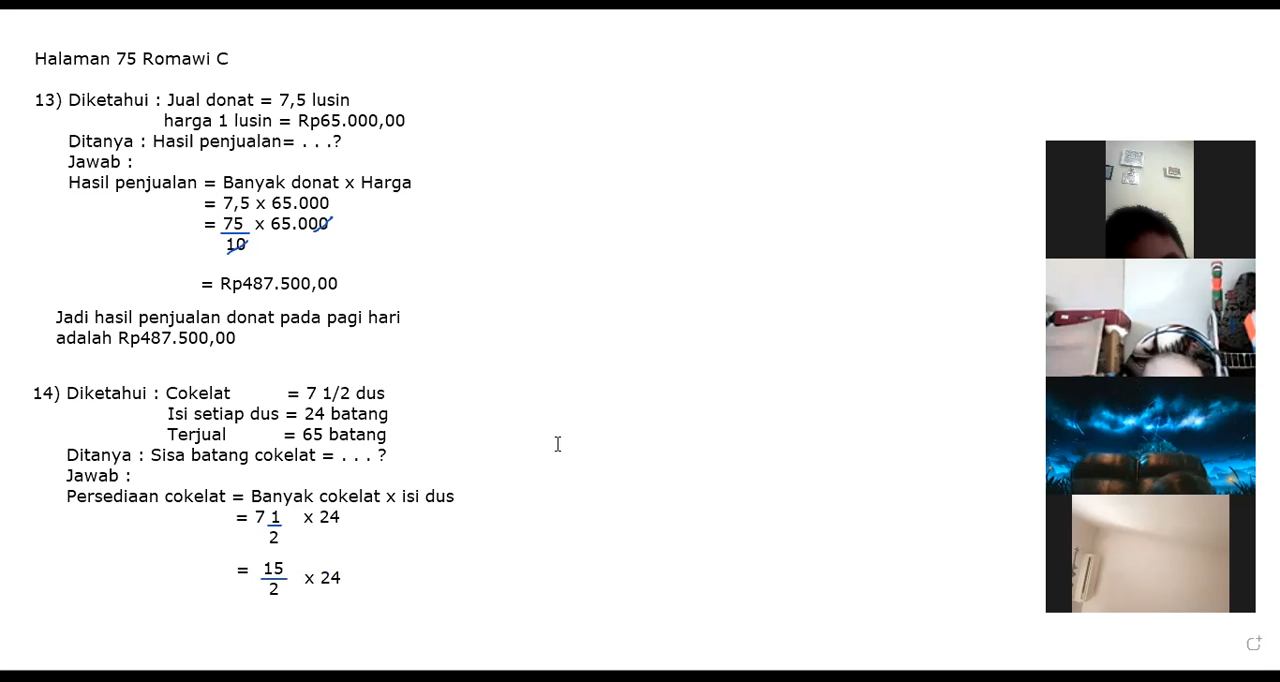 Halaman 75 Romawi C
13) Diketahui : Jual donat = 7,5 lusin
harga 1 lusin = Rp65.000,00
Ditanya : Hasil penjualan= . . .?
Jawab :
Hasil penjualan = Banyak donat x Harga
= 7,5 x 65.000
= 75 x 65.000
10
= Rp487.500,00
Jadi hasil penjualan donat pada pagi hari
adalah Rp487.500,00
14) Diketahui : Cokelat = 7 1/2 dus
Isi setiap dus = 24 batang
Terjual = 65 batang
Ditanya : Sisa batang cokelat = . . . ?
Jawab :
Persediaan cokelat = Banyak cokelat x isi dus
= 7 1 x 24
2
= 15 x 24
2